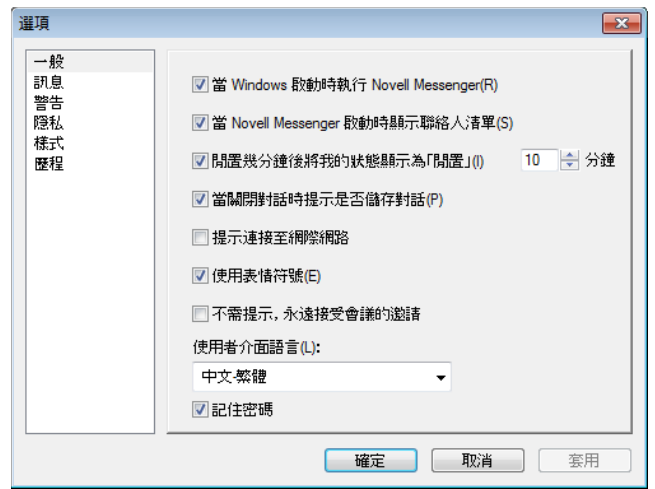 選項
一般
訊息
警告
隱私
樣式
歷程
當 Windows 啟動時執行 Novell Messenger(R)
當 Novell Messenger 啟動時顯示聯絡人清單(S)
閒置幾分鐘後將我的狀態顯示為「閒置」(I) 10 分鐘
當關閉對話時提示是否儲存對話(P)
提示連接至網際網路
使用表情符號(E)
不需提示, 永遠接受會議的邀請
使用者介面語言(L):
中文-繁體
記住密碼
確定 取消 套用